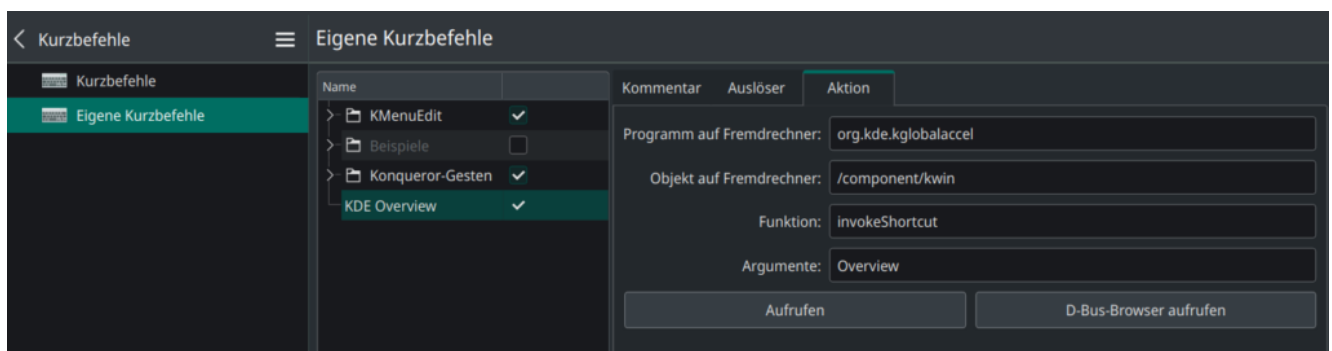 Kurzbefehle
Kurzbefehle
Eigene Kurzbefehle
Eigene Kurzbefehle
Name
KMenuEdit
Beispiele
Konqueror-Gesten
KDE Overview
Kommentar Auslöser Aktion
Programm auf Fremdrechner: org.kde.kglobalaccel
Objekt auf Fremdrechner: /component/kwin
Funktion: invokeShortcut
Argumente: Overview
Aufrufen D-Bus-Browser aufrufen